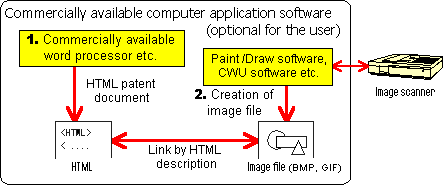 Commercially available computer application software
(optional for the user)
1. Commercially available
word processor etc.
Paint /Draw software,
CWU software etc.
HTML patent
document
2. Creation of
image file
Image scanner
<HTML>
< ....
Link by HTML
description
HTML
Image file (BMP, GIF)